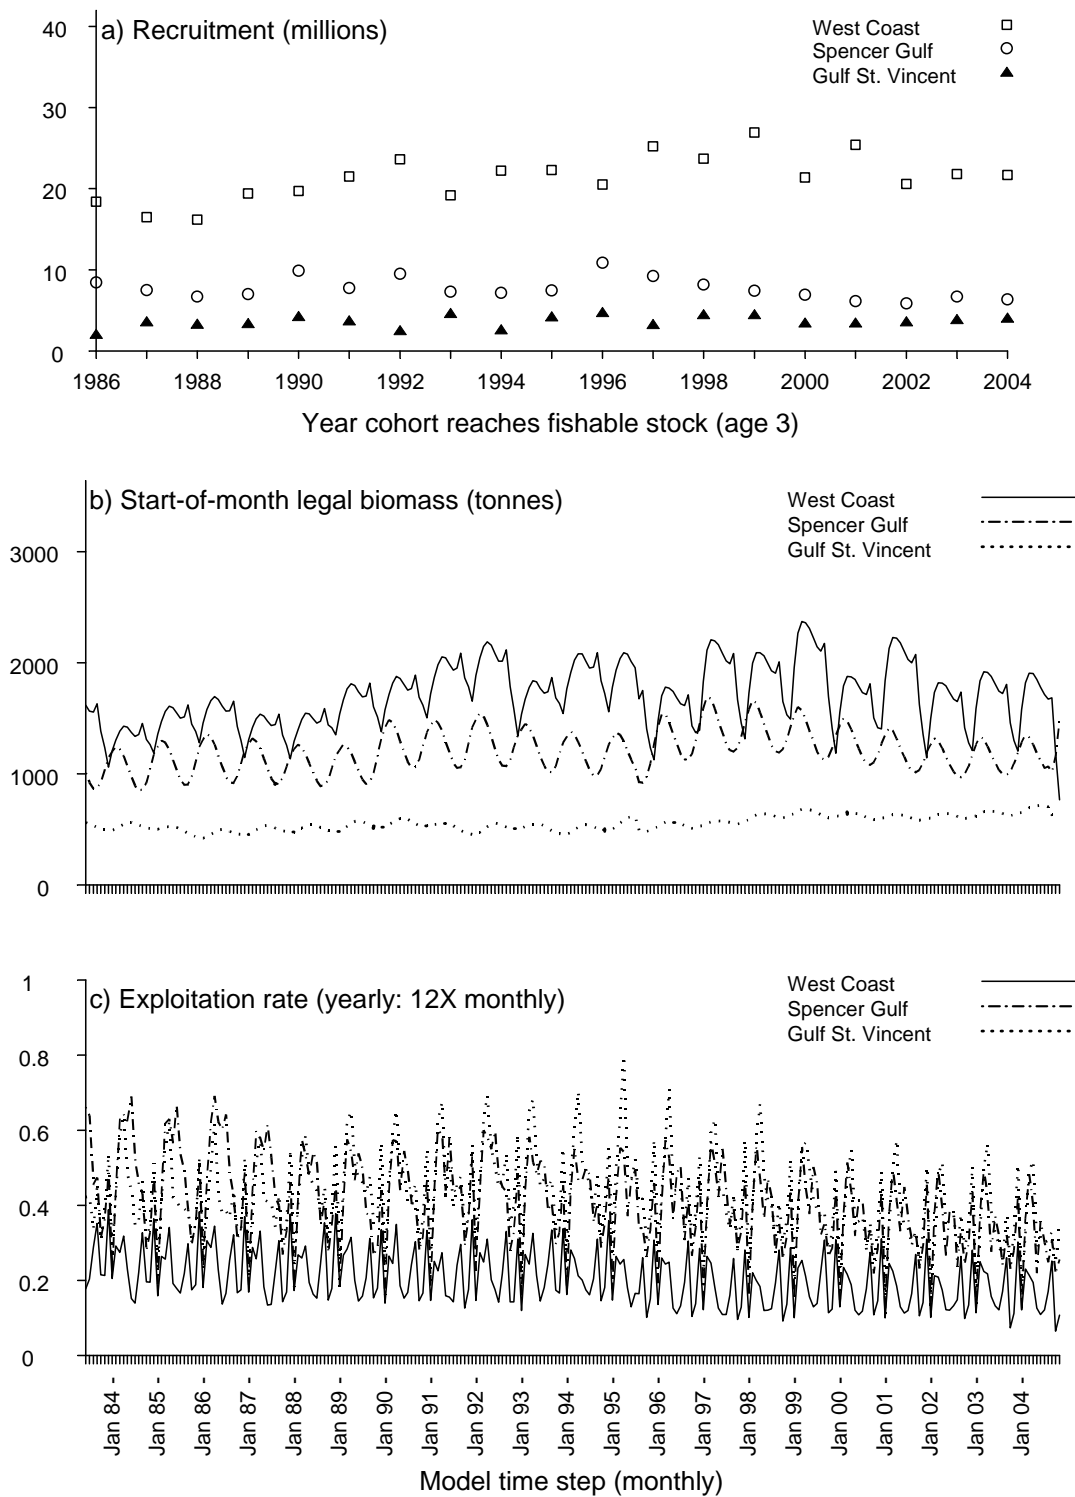 a) Recruitment (millions)
West Coast
Spencer Gulf
Gulf St. Vincent
40
30
20
10
0
1986 1988 1990 1992 1994 1996 1998 2000 2002 2004
Year cohort reaches fishable stock (age 3)
b) Start-of-month legal biomass (tonnes)
West Coast
Spencer Gulf
Gulf St. Vincent
3000
2000
1000
0
c) Exploitation rate (yearly: 12X monthly)
West Coast
Spencer Gulf
Gulf St. Vincent
1
0.8
0.6
0.4
0.2
0
Jan 84
Jan 85
Jan 86
Jan 87
Jan 88
Jan 89
Jan 90
Jan 91
Jan 92
Jan 93
Jan 94
Jan 95
Jan 96
Jan 97
Jan 98
Jan 99
Jan 00
Jan 01
Jan 02
Jan 03
Jan 04
Model time step (monthly)